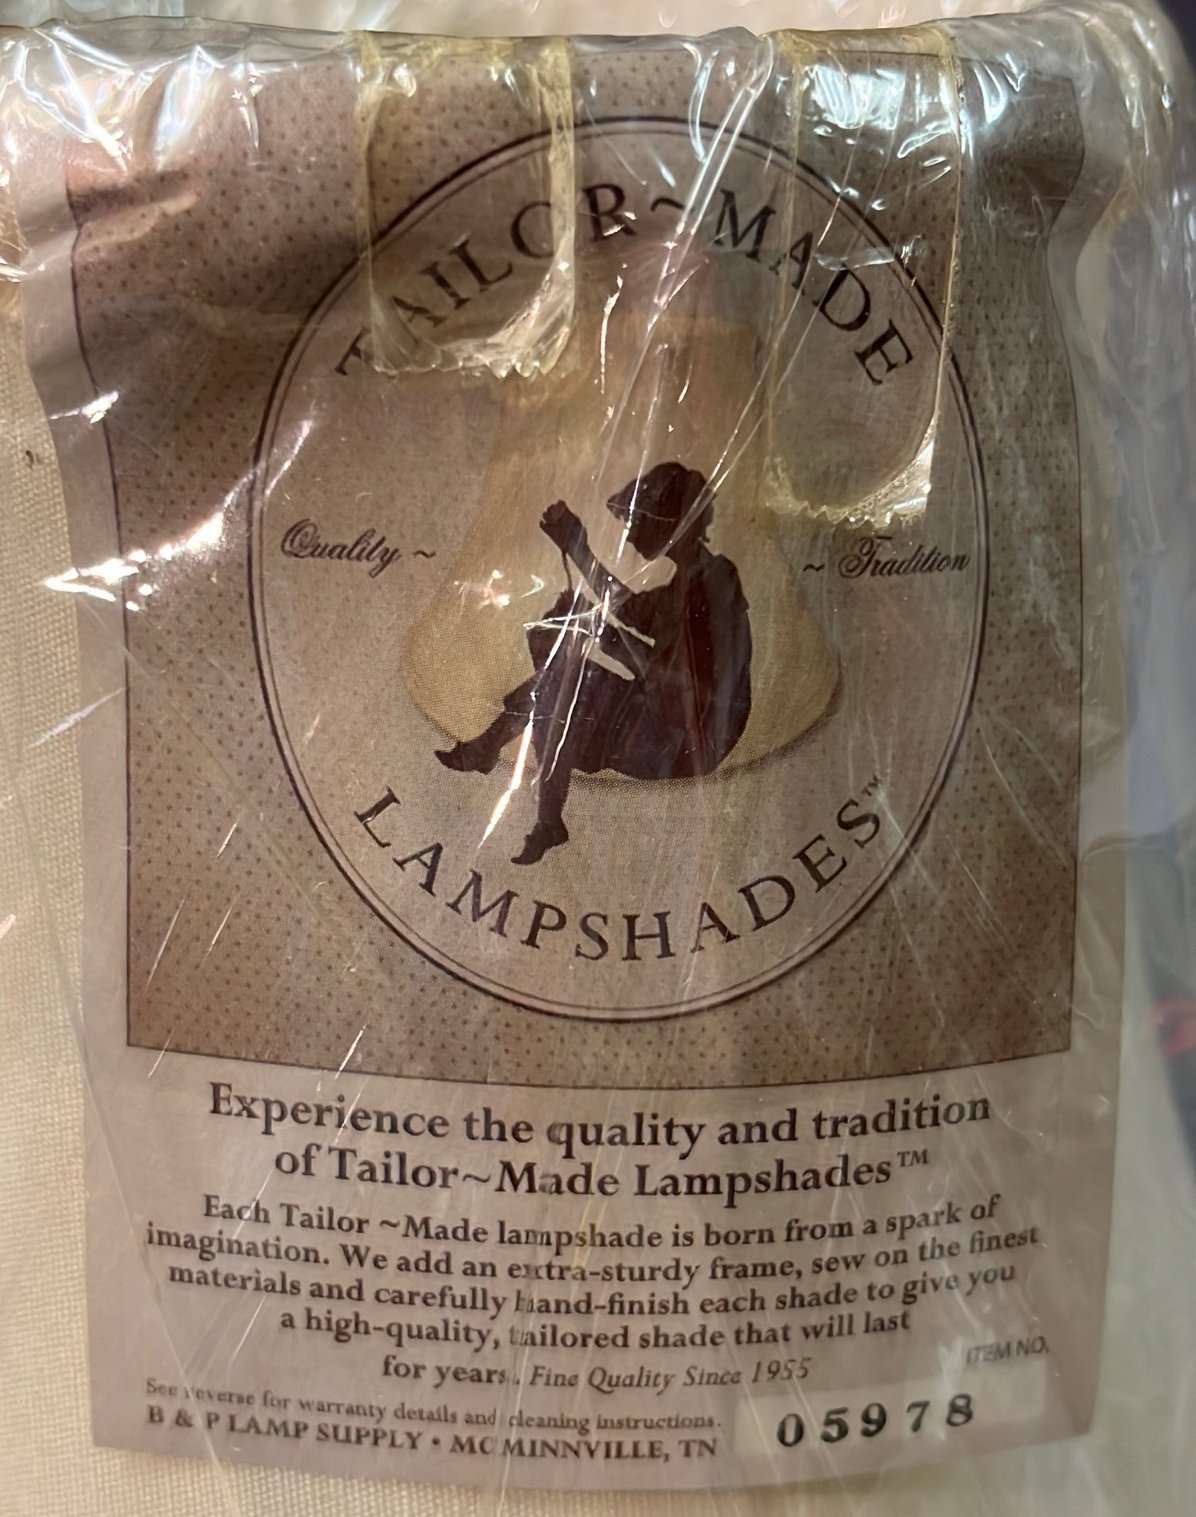 TAILOR~MADE
Quality ~
~ Tradition
LAMPSHADES™
Experience the quality and tradition
of Tailor~Made Lampshades™
Each Tailor ~Made lampshade is born from a spark of
imagination. We add an extra-sturdy frame, sew on the finest
materials and carefully hand-finish each shade to give you
a high-quality, tailored shade that will last
for years. Fine Quality Since 1955
ITEM NO.
See reverse for warranty details and cleaning instructions.
B & P LAMP SUPPLY • MC MINNVILLE, TN
05978